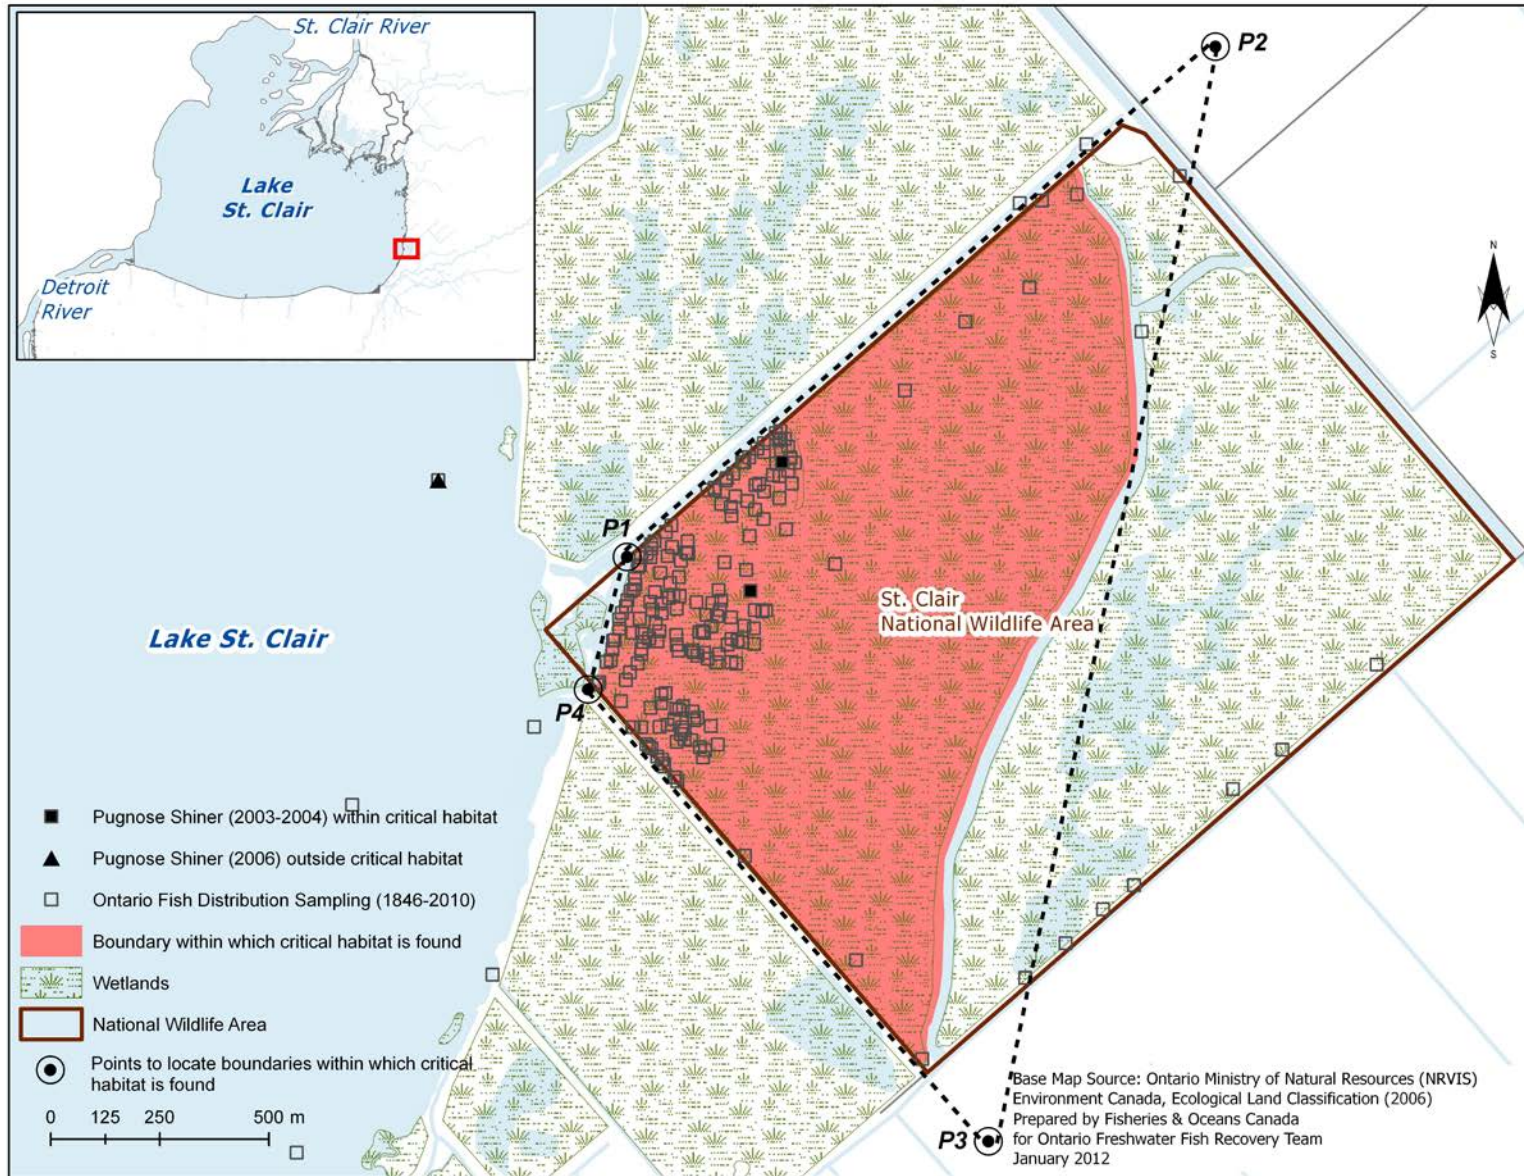 St. Clair River
Lake
St. Clair
Detroit
River
P2
N
S
P1
St. Clair
National Wildlife Area
Lake St. Clair
P4
Pugnose Shiner (2003-2004) within critical habitat
Pugnose Shiner (2006) outside critical habitat
Ontario Fish Distribution Sampling (1846-2010)
Boundary within which critical habitat is found
Wetlands
National Wildlife Area
Points to locate boundaries within which critical
habitat is found
0 125 250 500 m
P3
Base Map Source: Ontario Ministry of Natural Resources (NRVIS)
Environment Canada, Ecological Land Classification (2006)
Prepared by Fisheries & Oceans Canada
for Ontario Freshwater Fish Recovery Team
January 2012